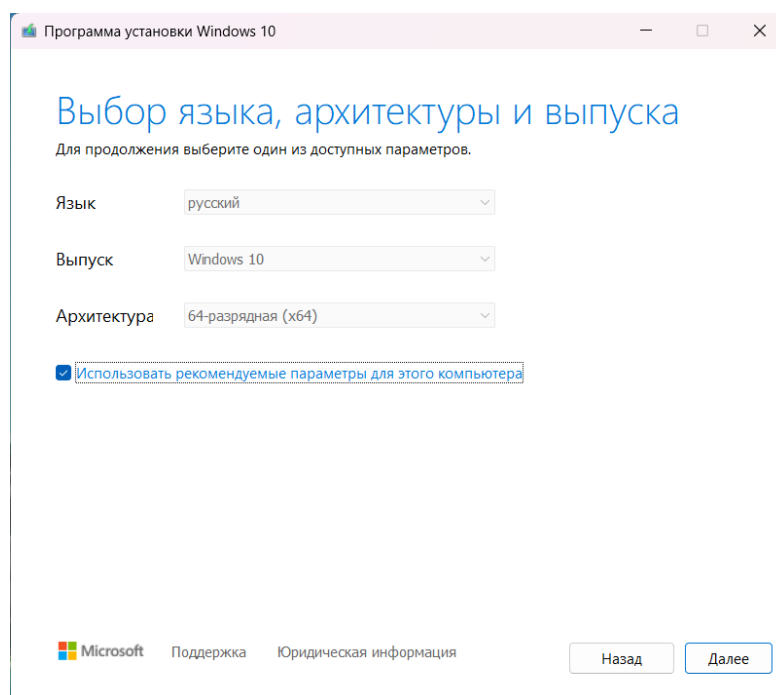 Программа установки Windows 10
Выбор языка, архитектуры и выпуска
Для продолжения выберите один из доступных параметров.
Язык русский
Выпуск Windows 10
Архитектура 64-разрядная (x64)
Использовать рекомендуемые параметры для этого компьютера
Microsoft Поддержка Юридическая информация Назад Далее